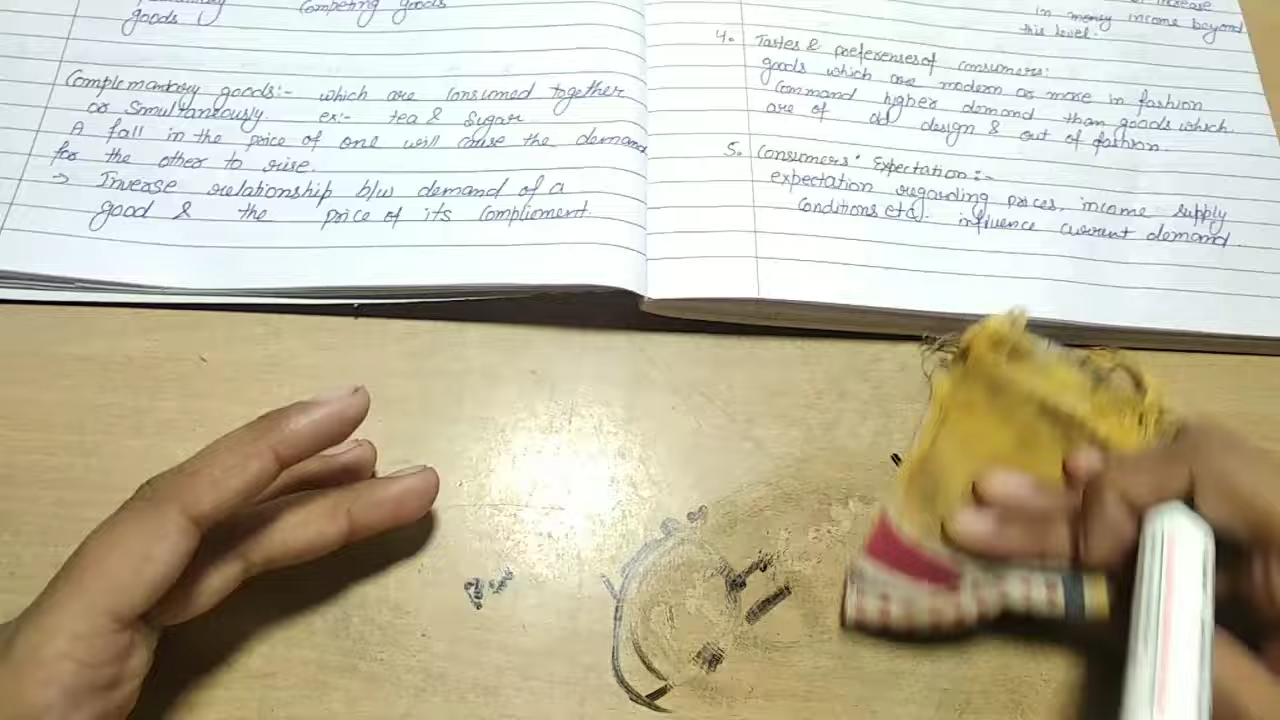 goods Competing goods
Complemantory goods:- which are Consumed together
or Simultaneously. ex:- tea & Sugar
A fall in the price of one will cause the demand
for the other to rise.
→ Inverse relationship b/w demand of a
good & the price of its Compliement.
increase
in money income beyond
this level.
4. Tastes & preferenses of consumers:
goods which are modern or more in fashion
Command higher demand than goods which
are of old design & out of fashion.
5. Consumers' Expectation:-
expectation regarding prices, income supply
Conditions etc. influence current demand.